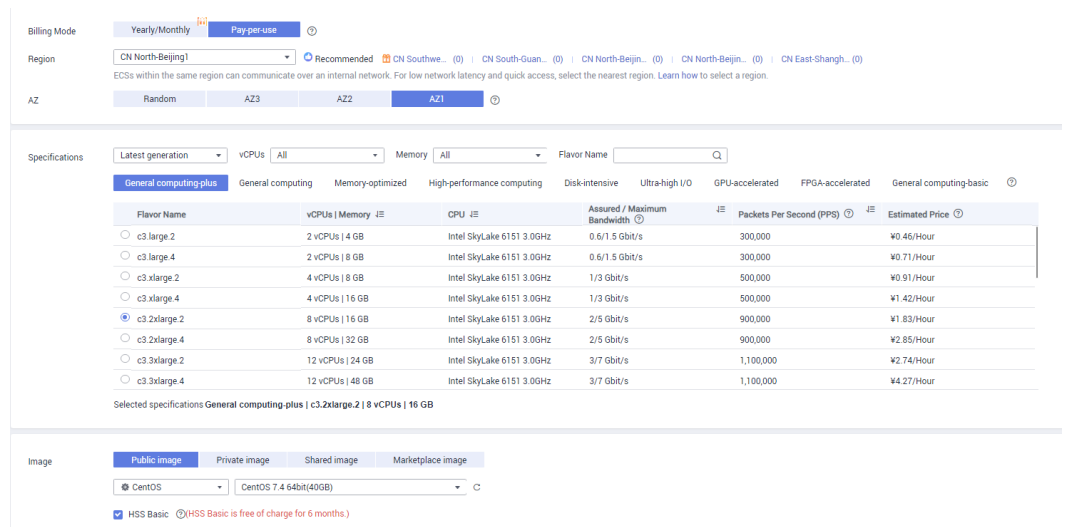 Billing Mode Yearly/Monthly Pay-per-use
Region CN North-Beijing1 Recommended CN Southwe... (0) | CN South-Guan... (0) | CN North-Beijin... (0) | CN North-Beijin... (0) | CN East-Shangh... (0)
ECSs within the same region can communicate over an internal network. For low network latency and quick access, select the nearest region. Learn how to select a region.
AZ Random AZ3 AZ2 AZ1
Specifications Latest generation vCPUs All Memory All Flavor Name
General computing-plus General computing Memory-optimized High-performance computing Disk-intensive Ultra-high I/O GPU-accelerated FPGA-accelerated General computing-basic
Flavor Name vCPUs | Memory CPU Assured / Maximum Bandwidth Packets Per Second (PPS) Estimated Price
c3.large.2 2 vCPUs | 4 GB Intel SkyLake 6151 3.0GHz 0.6/1.5 Gbit/s 300,000 ¥0.46/Hour
c3.large.4 2 vCPUs | 8 GB Intel SkyLake 6151 3.0GHz 0.6/1.5 Gbit/s 300,000 ¥0.71/Hour
c3.xlarge.2 4 vCPUs | 8 GB Intel SkyLake 6151 3.0GHz 1/3 Gbit/s 500,000 ¥0.91/Hour
c3.xlarge.4 4 vCPUs | 16 GB Intel SkyLake 6151 3.0GHz 1/3 Gbit/s 500,000 ¥1.42/Hour
c3.2xlarge.2 8 vCPUs | 16 GB Intel SkyLake 6151 3.0GHz 2/5 Gbit/s 900,000 ¥1.83/Hour
c3.2xlarge.4 8 vCPUs | 32 GB Intel SkyLake 6151 3.0GHz 2/5 Gbit/s 900,000 ¥2.85/Hour
c3.3xlarge.2 12 vCPUs | 24 GB Intel SkyLake 6151 3.0GHz 3/7 Gbit/s 1,100,000 ¥2.74/Hour
c3.3xlarge.4 12 vCPUs | 48 GB Intel SkyLake 6151 3.0GHz 3/7 Gbit/s 1,100,000 ¥4.27/Hour
Selected specifications General computing-plus | c3.2xlarge.2 | 8 vCPUs | 16 GB
Image Public image Private image Shared image Marketplace image
CentOS CentOS 7.4 64bit(40GB)
HSS Basic (HSS Basic is free of charge for 6 months.)